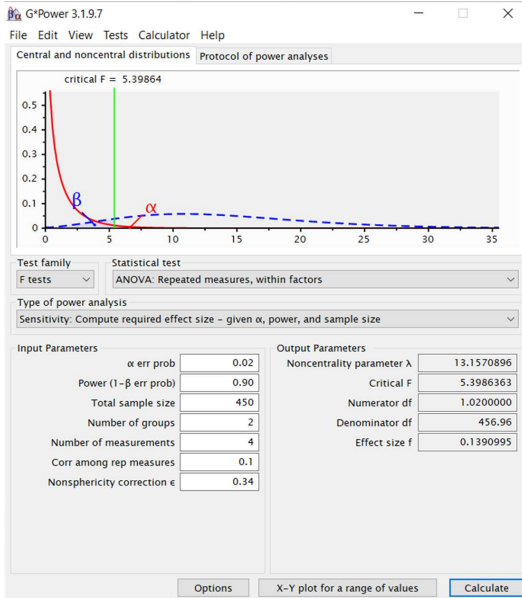 βα G*Power 3.1.9.7
File Edit View Tests Calculator Help
Central and noncentral distributions Protocol of power analyses
critical F = 5.39864
0.5
0.4
0.3
0.2
0.1
0
β
α
0 5 10 15 20 25 30 35
Test family Statistical test
F tests ANOVA: Repeated measures, within factors
Type of power analysis
Sensitivity: Compute required effect size – given α, power, and sample size
Input Parameters Output Parameters
α err prob 0.02 Noncentrality parameter λ 13.1570896
Power (1-β err prob) 0.90 Critical F 5.3986363
Total sample size 450 Numerator df 1.0200000
Number of groups 2 Denominator df 456.96
Number of measurements 4 Effect size f 0.1390995
Corr among rep measures 0.1
Nonsphericity correction ϵ 0.34
Options X-Y plot for a range of values Calculate